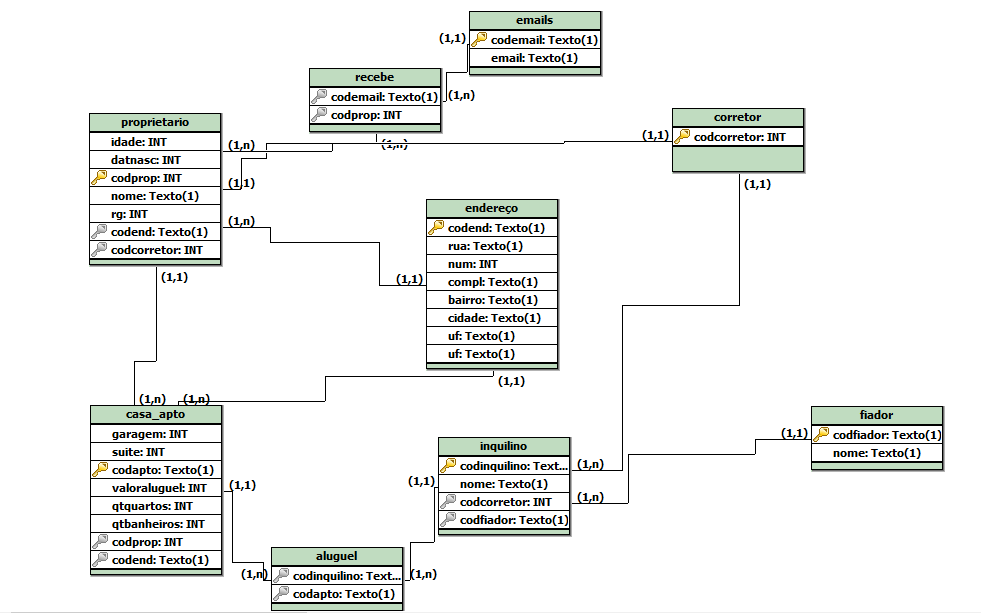 emails
codemail: Texto(1)
email: Texto(1)
(1,1)
recebe
codemail: Texto(1)
codprop: INT
(1,n)
(1,n)
proprietario
idade: INT
datnasc: INT
codprop: INT
nome: Texto(1)
rg: INT
codend: Texto(1)
codcorretor: INT
(1,n)
(1,1)
(1,n)
(1,1)
corretor
codcorretor: INT
(1,1)
(1,1)
endereço
codend: Texto(1)
rua: Texto(1)
num: INT
compl: Texto(1)
bairro: Texto(1)
cidade: Texto(1)
uf: Texto(1)
uf: Texto(1)
(1,1)
(1,1)
(1,n)
(1,n)
casa_apto
garagem: INT
suite: INT
codapto: Texto(1)
valoraluguel: INT
qtquartos: INT
qtbanheiros: INT
codprop: INT
codend: Texto(1)
(1,1)
inquilino
codinquilino: Text...
nome: Texto(1)
codcorretor: INT
codfiador: Texto(1)
(1,1)
(1,n)
(1,n)
fiador
codfiador: Texto(1)
nome: Texto(1)
(1,1)
aluguel
codinquilino: Text...
codapto: Texto(1)
(1,n)
(1,n)